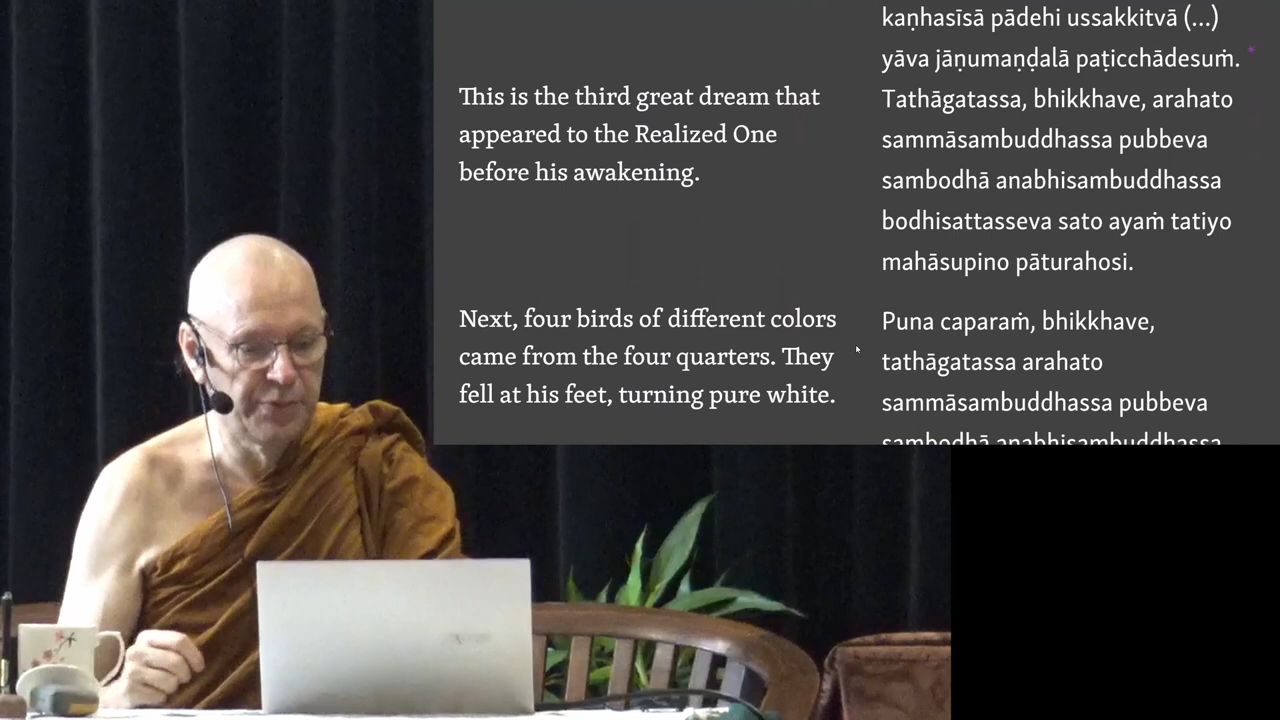 This is the third great dream that
appeared to the Realized One
before his awakening.
Next, four birds of different colors
came from the four quarters. They
fell at his feet, turning pure white.
kaṇhasīsā pādehi ussakkitvā (…)
yāva jāṇumaṇḍalā paṭicchādesuṁ. *
Tathāgatassa, bhikkhave, arahato
sammāsambuddhassa pubbeva
sambodhā anabhisambuddhassa
bodhisattasseva sato ayaṁ tatiyo
mahāsupino pāturahosi.
Puna caparaṁ, bhikkhave,
tathāgatassa arahato
sammāsambuddhassa pubbeva
sambodhā anabhisambuddhassa